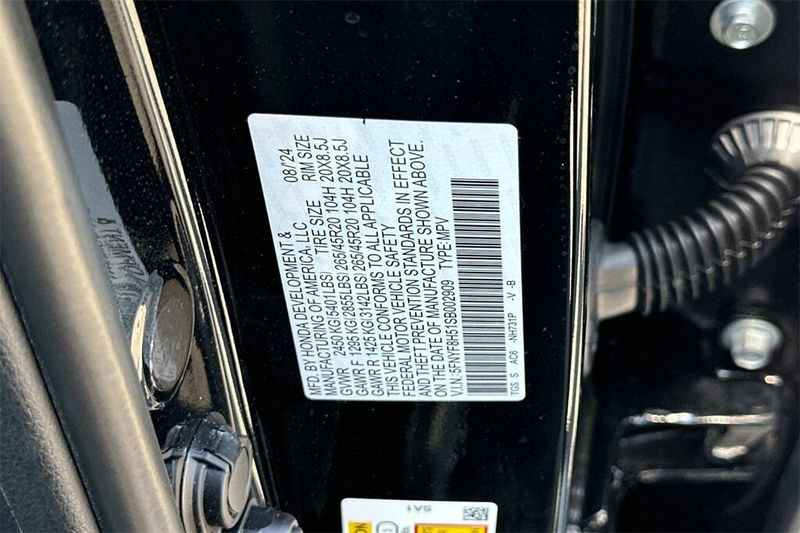 MFD. BY HONDA DEVELOPMENT &
MANUFACTURING OF AMERICA, LLC 08/'24
GVWR 2450 KG(5401LBS) TIRE SIZE RIM SIZE
GAWR F 1295 KG(2855LBS) 265/45R20 104H 20X8.5J
GAWR R 1425 KG(3142LBS) 265/45R20 104H 20X8.5J
THIS VEHICLE CONFORMS TO ALL APPLICABLE
FEDERAL MOTOR VEHICLE SAFETY
AND THEFT PREVENTION STANDARDS IN EFFECT
ON THE DATE OF MANUFACTURE SHOWN ABOVE.
V.I.N: 5FNYF8H51SB002909 TYPE: MPV
TGS S AC6 -NH731P -V -B
SA1